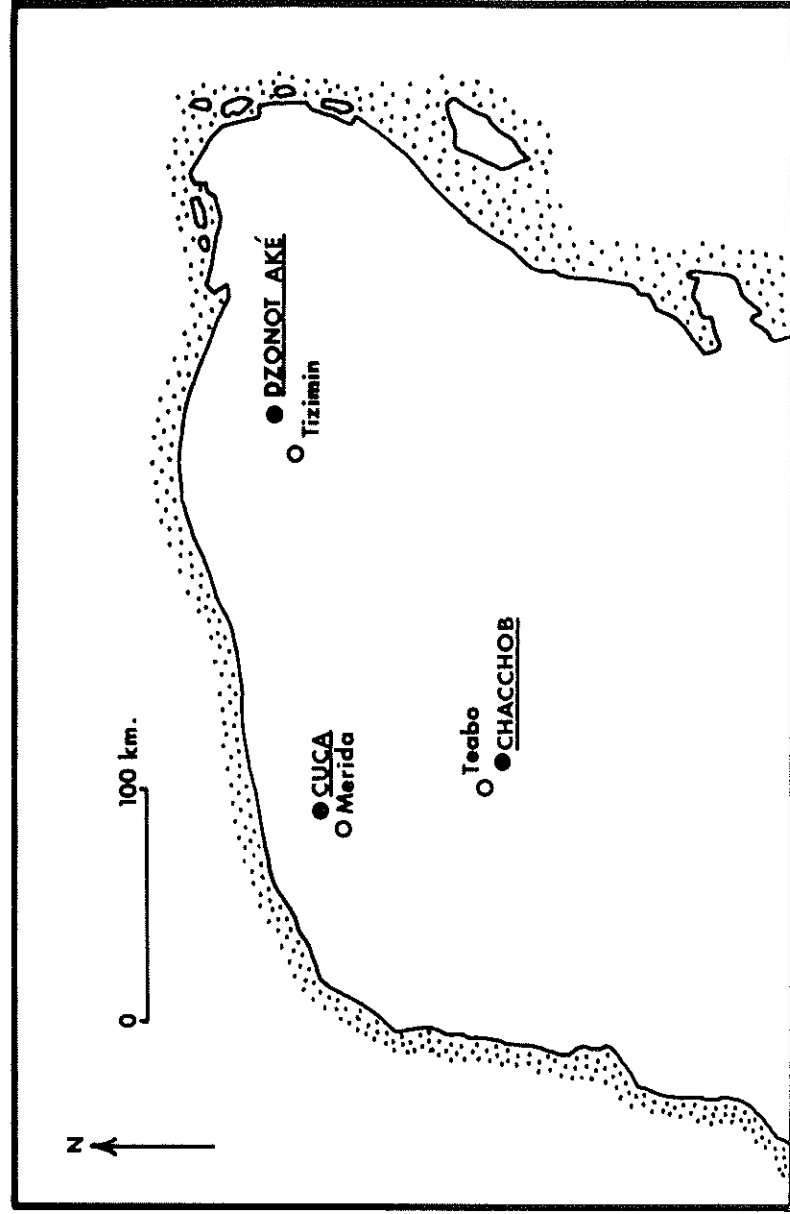 N
0 100 km.
DZONOT AKÉ
Tizimin
CUCA
Merida
Teabo
CHACCHOB